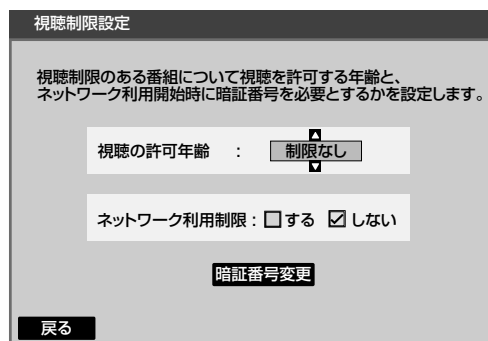 視聴制限設定
視聴制限のある番組について視聴を許可する年齢と、
ネットワーク利用開始時に暗証番号を必要とするかを設定します。
視聴の許可年齢 : 制限なし
ネットワーク利用制限 : する しない
暗証番号変更
戻る